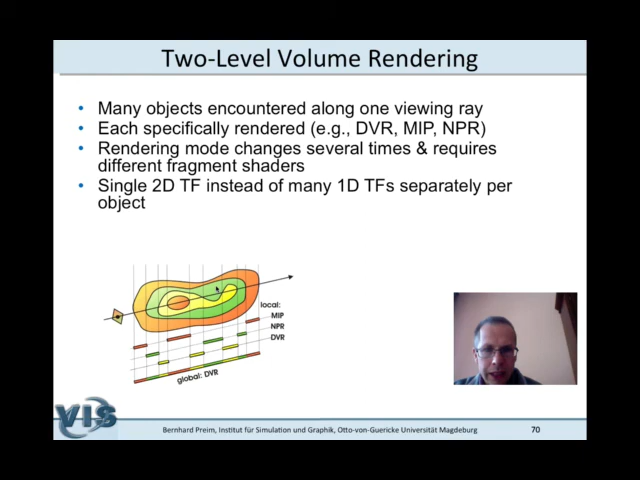 Two-Level Volume Rendering
• Many objects encountered along one viewing ray
• Each specifically rendered (e.g., DVR, MIP, NPR)
• Rendering mode changes several times & requires
different fragment shaders
• Single 2D TF instead of many 1D TFs separately per
object
local:
MIP
NPR
DVR
global: DVR
VIS
Bernhard Preim, Institut für Simulation und Graphik, Otto-von-Guericke Universität Magdeburg
70